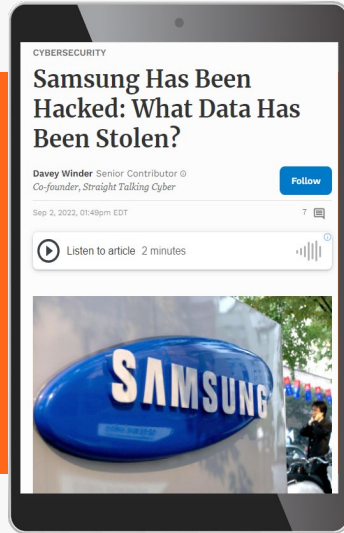 CYBERSECURITY
Samsung Has Been
Hacked: What Data Has
Been Stolen?
Davey Winder Senior Contributor
Co-founder, Straight Talking Cyber
Follow
Sep 2, 2022, 01:49pm EDT
7
Listen to article 2 minutes
SAMSUNG